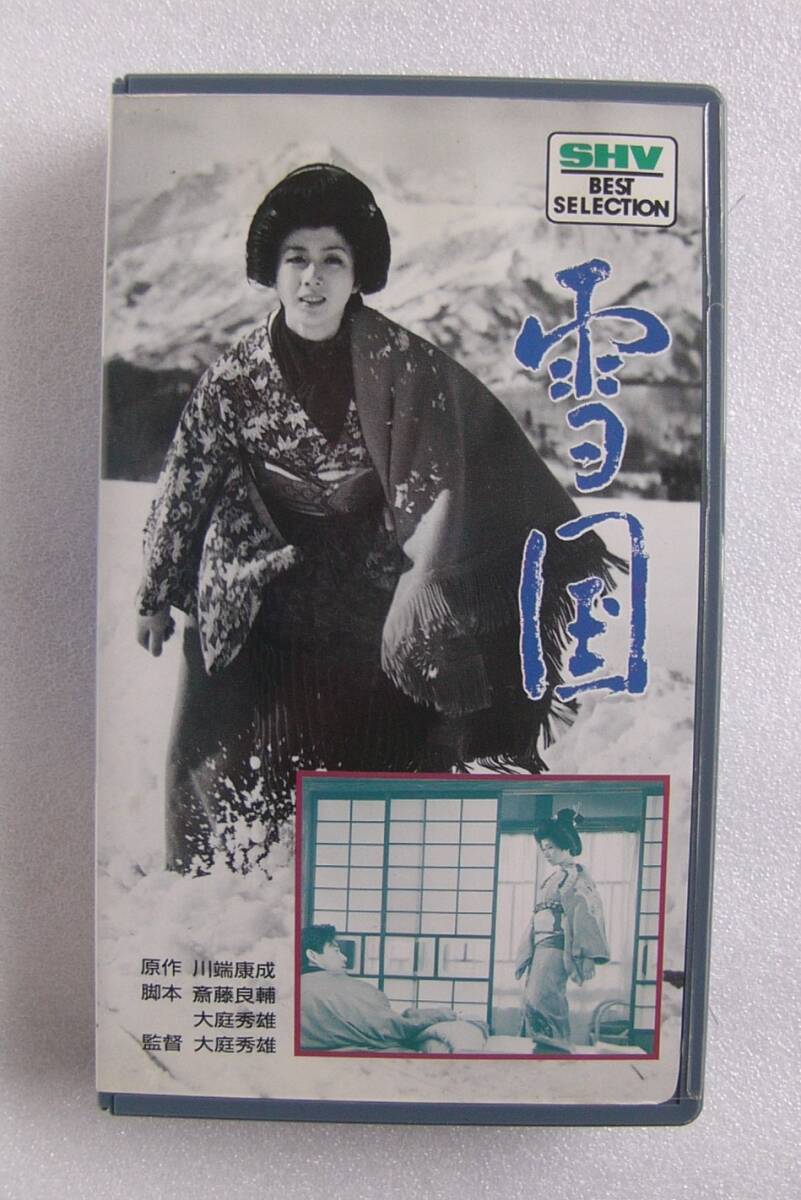 SHV
BEST
SELECTION
雪国
原作 川端康成
脚本 斎藤良輔
大庭秀雄
監督 大庭秀雄